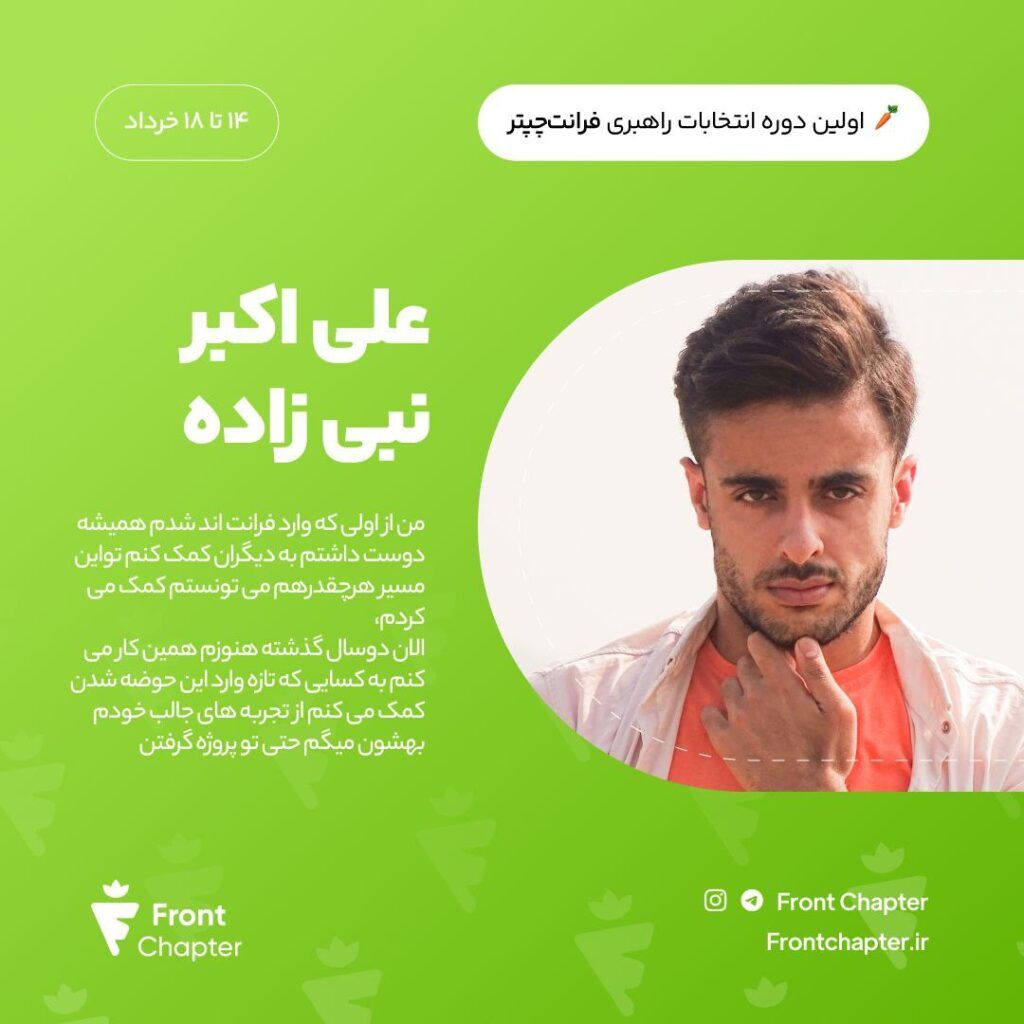 اولین دوره انتخابات راهبری فرانت‌چپتر
۱۴ تا ۱۸ خرداد
علی اکبر
نبی زاده
من از اولی که وارد فرانت اند شدم همیشه
دوست داشتم به دیگران کمک کنم تواین
مسیر هرچقدرهم می تونستم کمک می
کردم،
الان دوسال گذشته هنوزم همین کار می
کنم به کسایی که تازه وارد این حوضه شدن
کمک می کنم از تجربه های جالب خودم
بهشون میگم حتی تو پروژه گرفتن
Front
Chapter
Front Chapter
Frontchapter.ir